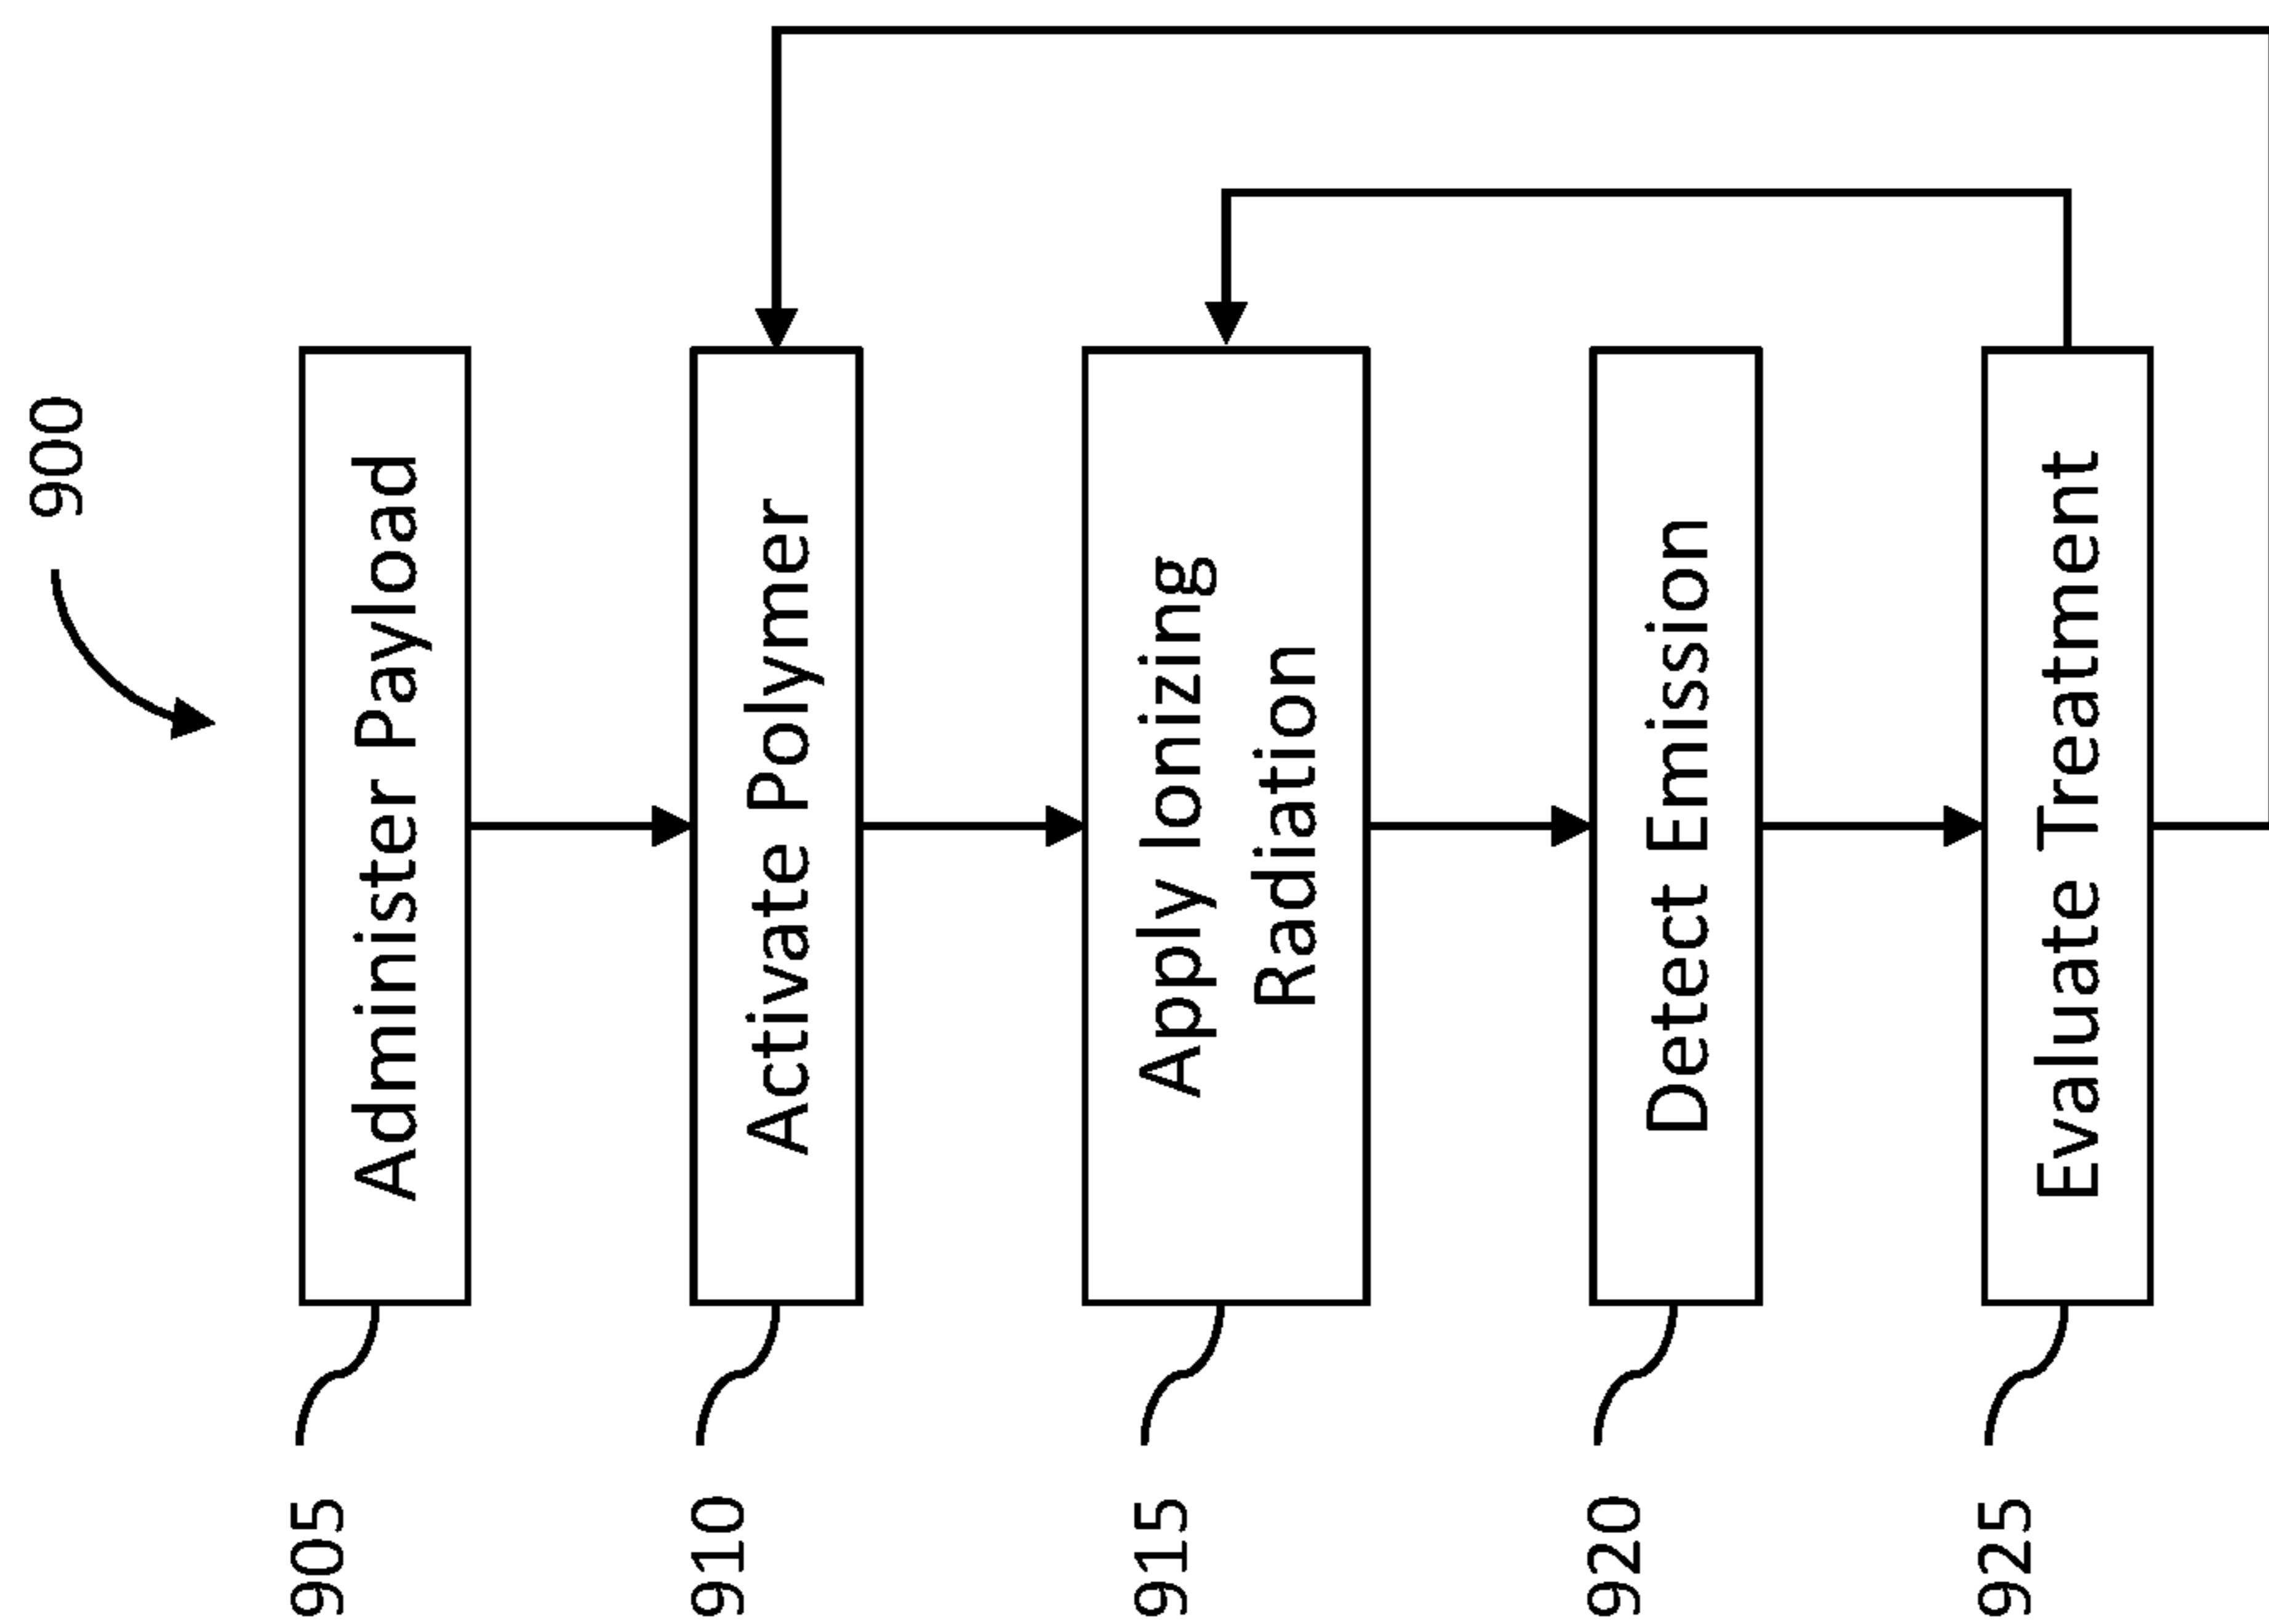 900
905
Administer Payload
910
Activate Polymer
915
Apply Ionizing
Radiation
920
Detect Emission
925
Evaluate Treatment